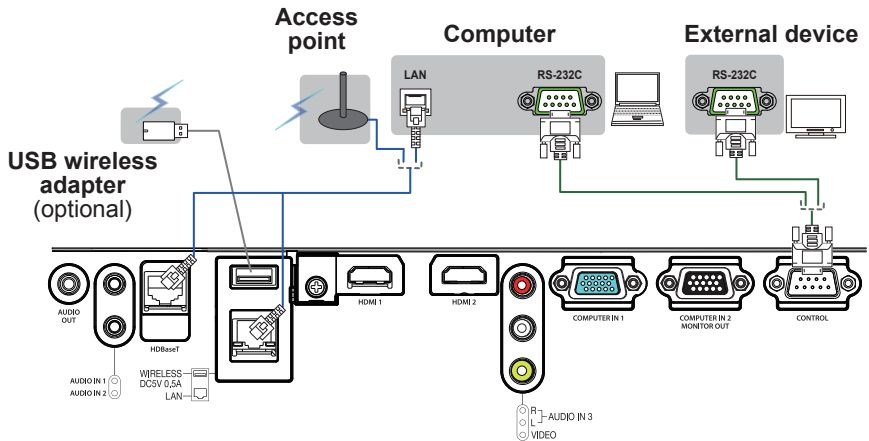 Access
point
Computer
External device
LAN
RS-232C
RS-232C
USB wireless
adapter
(optional)
AUDIO
OUT
HDBaseT
HDMI 1
HDMI 2
COMPUTER IN 1
COMPUTER IN 2
MONITOR OUT
CONTROL
AUDIO IN 1
AUDIO IN 2
WIRELESS
DC5V 0,5A
LAN
R
L
AUDIO IN 3
VIDEO